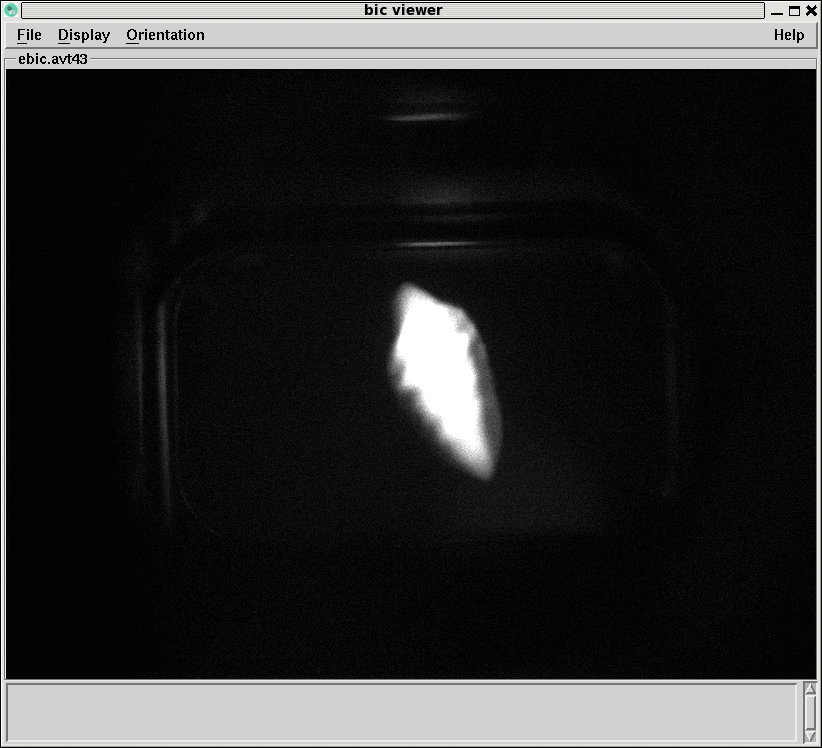 bic viewer
File Display Orientation Help
ebic.avt43